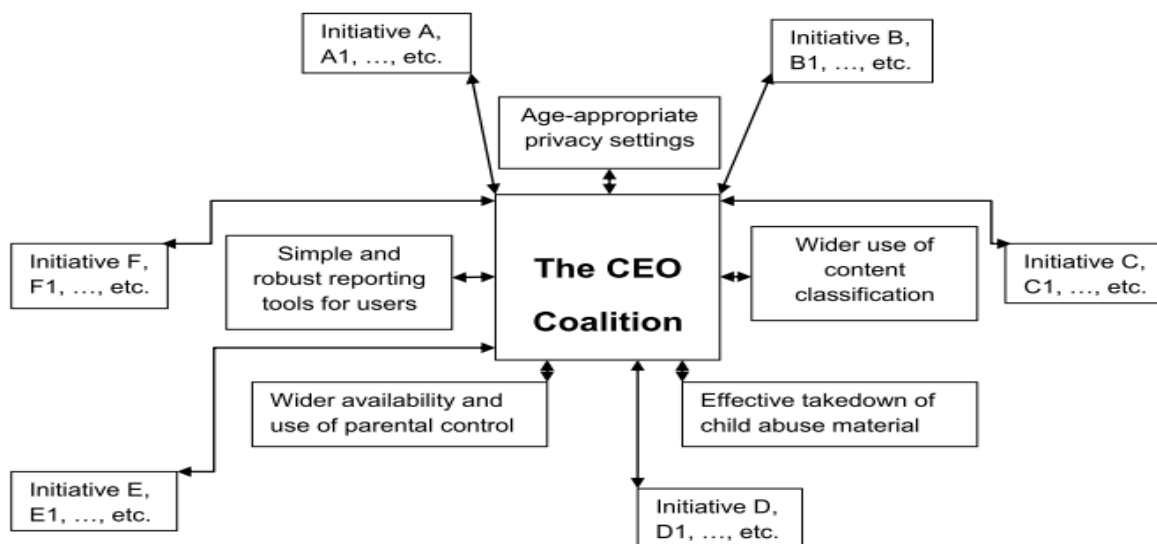 Initiative A,
A1, …, etc.
Initiative B,
B1, …, etc.
Age-appropriate
privacy settings
Initiative F,
F1, …, etc.
Simple and
robust reporting
tools for users
The CEO
Coalition
Wider use of
content
classification
Initiative C,
C1, …, etc.
Wider availability and
use of parental control
Effective takedown of
child abuse material
Initiative E,
E1, …, etc.
Initiative D,
D1, …, etc.